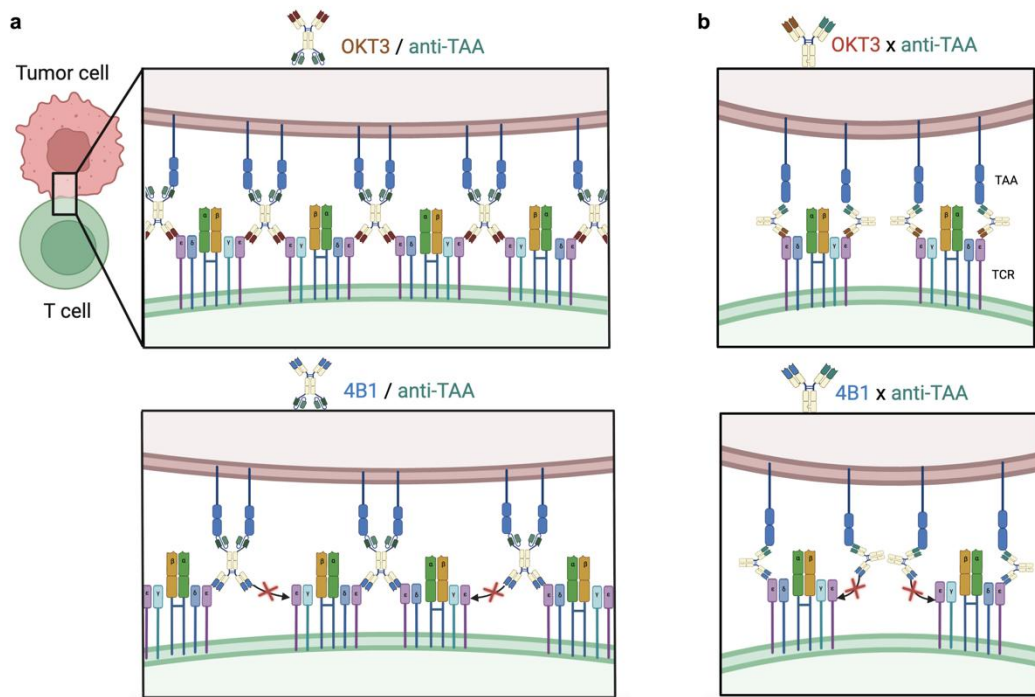 a
OKT3 / anti-TAA
Tumor cell
T cell
α β β α α β β α
ε δ γ ε ε γ δ ε ε δ γ ε ε γ δ ε
4B1 / anti-TAA
β α β α α β α β
ε γ δ ε ε γ δ ε ε δ γ ε ε δ γ ε
b
OKT3 x anti-TAA
TAA
α β β α
ε δ γ ε ε γ δ ε
TCR
4B1 x anti-TAA
α β β α
ε δ γ ε ε γ δ ε